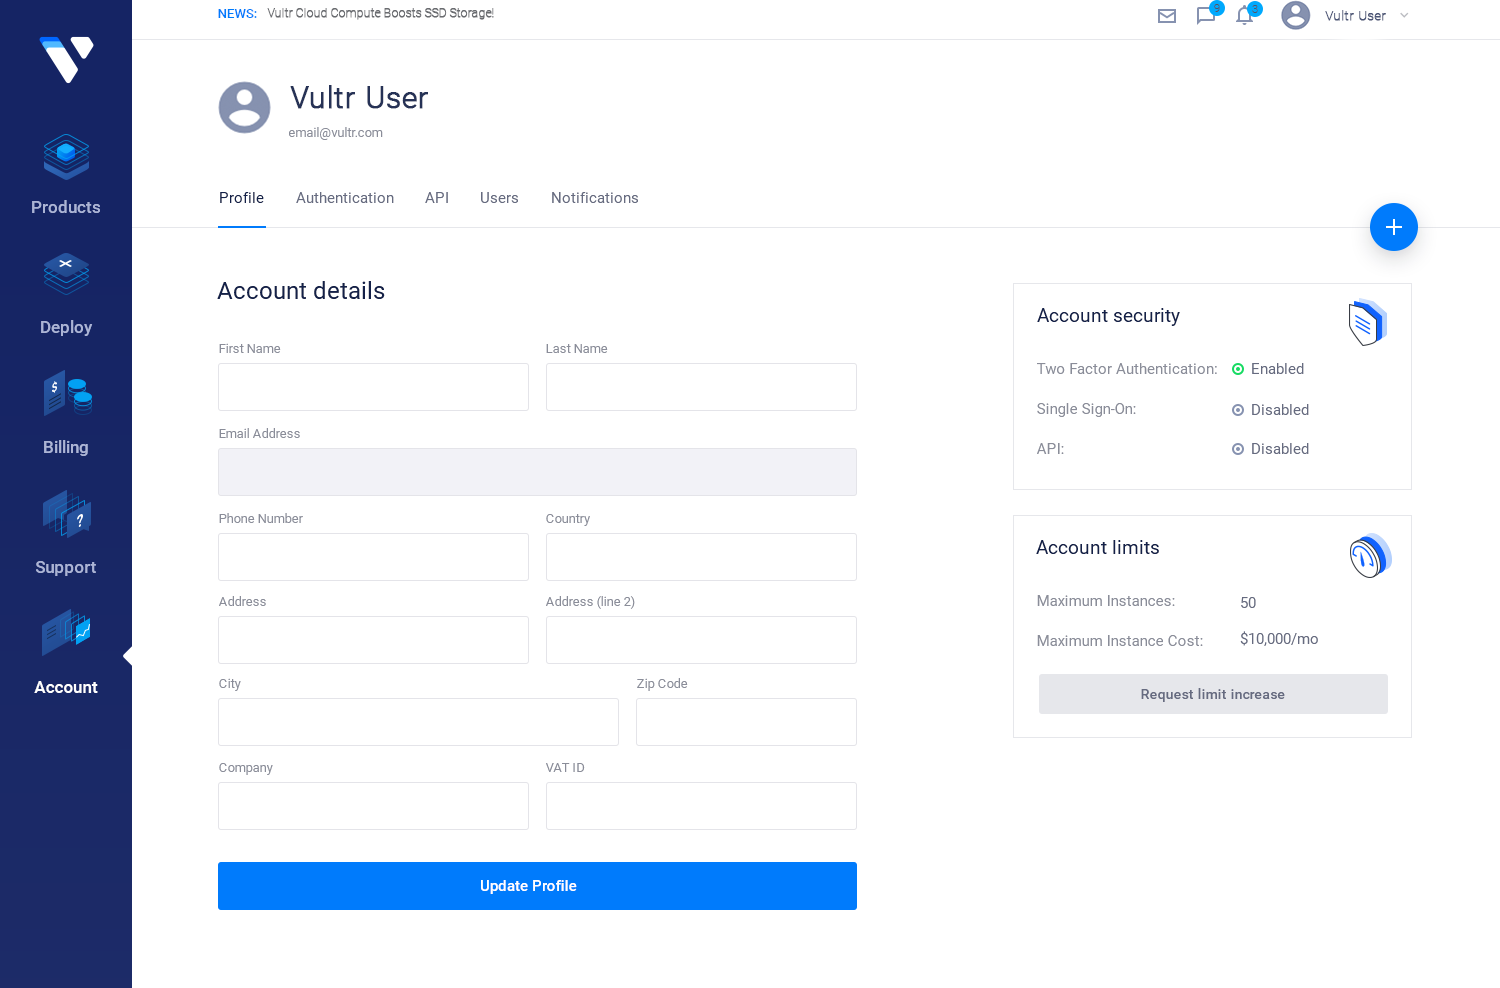 NEWS: Vultr Cloud Compute Boosts SSD Storage!
9
3
Vultr User
Vultr User
email@vultr.com
Products
Deploy
$
Billing
?
Support
Account
Profile Authentication API Users Notifications
Account details
First Name Last Name
Email Address
Phone Number Country
Address Address (line 2)
City Zip Code
Company VAT ID
Update Profile
Account security
Two Factor Authentication: Enabled
Single Sign-On: Disabled
API: Disabled
Account limits
Maximum Instances: 50
Maximum Instance Cost: $10,000/mo
Request limit increase